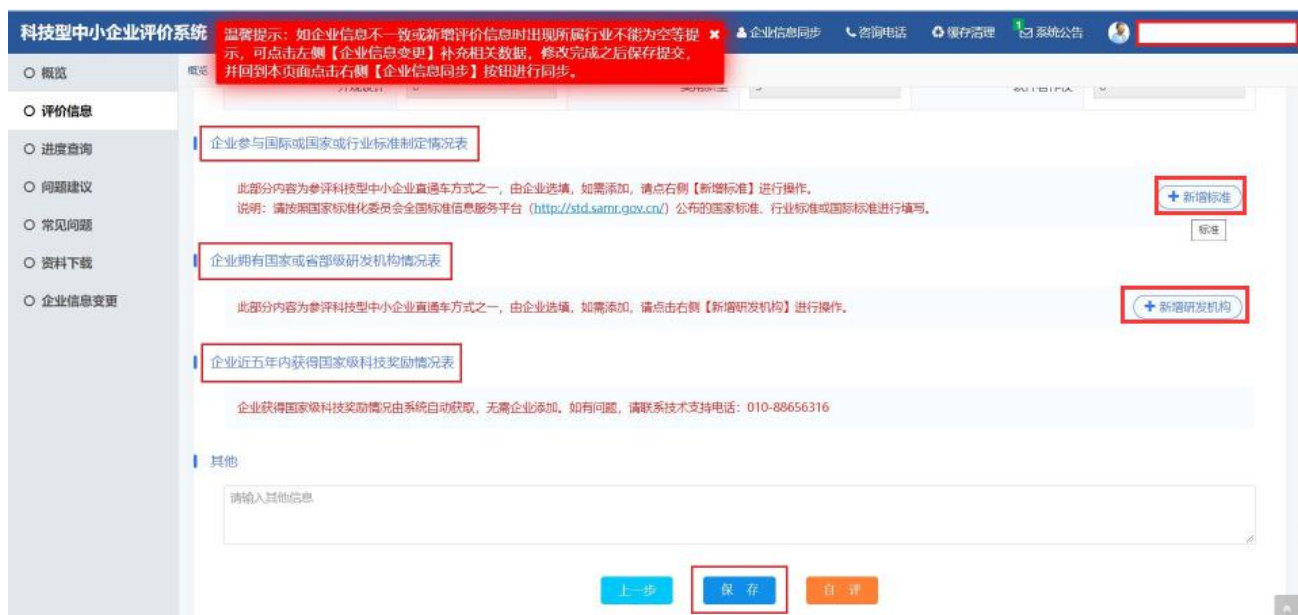 科技型中小企业评价系统
温馨提示：如企业信息不一致或新增评价信息时出现所属行业不能为空等提
示，可点击左侧【企业信息变更】补充相关数据，修改完成之后保存提交，
并回到本页面点击右侧【企业信息同步】按钮进行同步。
×
企业信息同步
咨询电话
缓存清理
1
系统公告
概览
评价信息
进度查询
问题建议
常见问题
资料下载
企业信息变更
概览
企业参与国际或国家或行业标准制定情况表
此部分内容为参评科技型中小企业直通车方式之一，由企业选填，如需添加，请点右侧【新增标准】进行操作。
说明：请按照国家标准化委员会全国标准信息服务平台（http://std.samr.gov.cn/）公布的国家标准、行业标准或国际标准进行填写。
+ 新增标准
标准
企业拥有国家或省部级研发机构情况表
此部分内容为参评科技型中小企业直通车方式之一，由企业选填，如需添加，请点击右侧【新增研发机构】进行操作。
+ 新增研发机构
企业近五年内获得国家级科技奖励情况表
企业获得国家级科技奖励情况由系统自动获取，无需企业添加。如有问题，请联系技术支持电话：010-88656316
其他
请输入其他信息
上一步
保 存
自 评